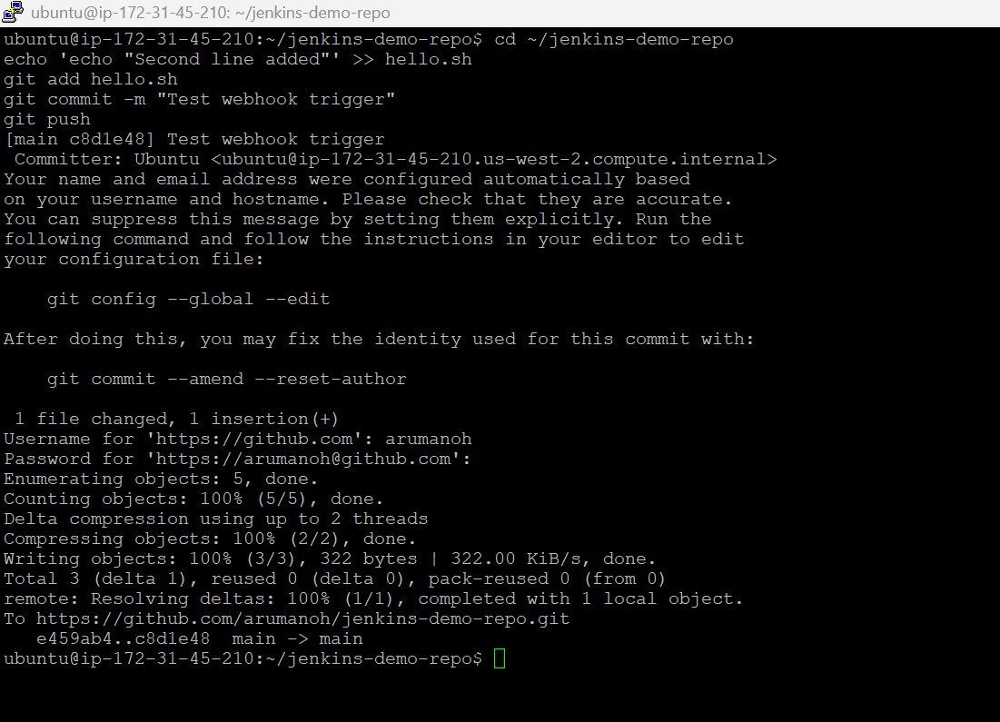 ubuntu@ip-172-31-45-210: ~/jenkins-demo-repo
ubuntu@ip-172-31-45-210:~/jenkins-demo-repo$ cd ~/jenkins-demo-repo
echo 'echo "Second line added"' >> hello.sh
git add hello.sh
git commit -m "Test webhook trigger"
git push
[main c8d1e48] Test webhook trigger
 Committer: Ubuntu <ubuntu@ip-172-31-45-210.us-west-2.compute.internal>
Your name and email address were configured automatically based
on your username and hostname. Please check that they are accurate.
You can suppress this message by setting them explicitly. Run the
following command and follow the instructions in your editor to edit
your configuration file:

    git config --global --edit

After doing this, you may fix the identity used for this commit with:

    git commit --amend --reset-author

 1 file changed, 1 insertion(+)
Username for 'https://github.com': arumanoh
Password for 'https://arumanoh@github.com':
Enumerating objects: 5, done.
Counting objects: 100% (5/5), done.
Delta compression using up to 2 threads
Compressing objects: 100% (2/2), done.
Writing objects: 100% (3/3), 322 bytes | 322.00 KiB/s, done.
Total 3 (delta 1), reused 0 (delta 0), pack-reused 0 (from 0)
remote: Resolving deltas: 100% (1/1), completed with 1 local object.
To https://github.com/arumanoh/jenkins-demo-repo.git
   e459ab4..c8d1e48  main -> main
ubuntu@ip-172-31-45-210:~/jenkins-demo-repo$